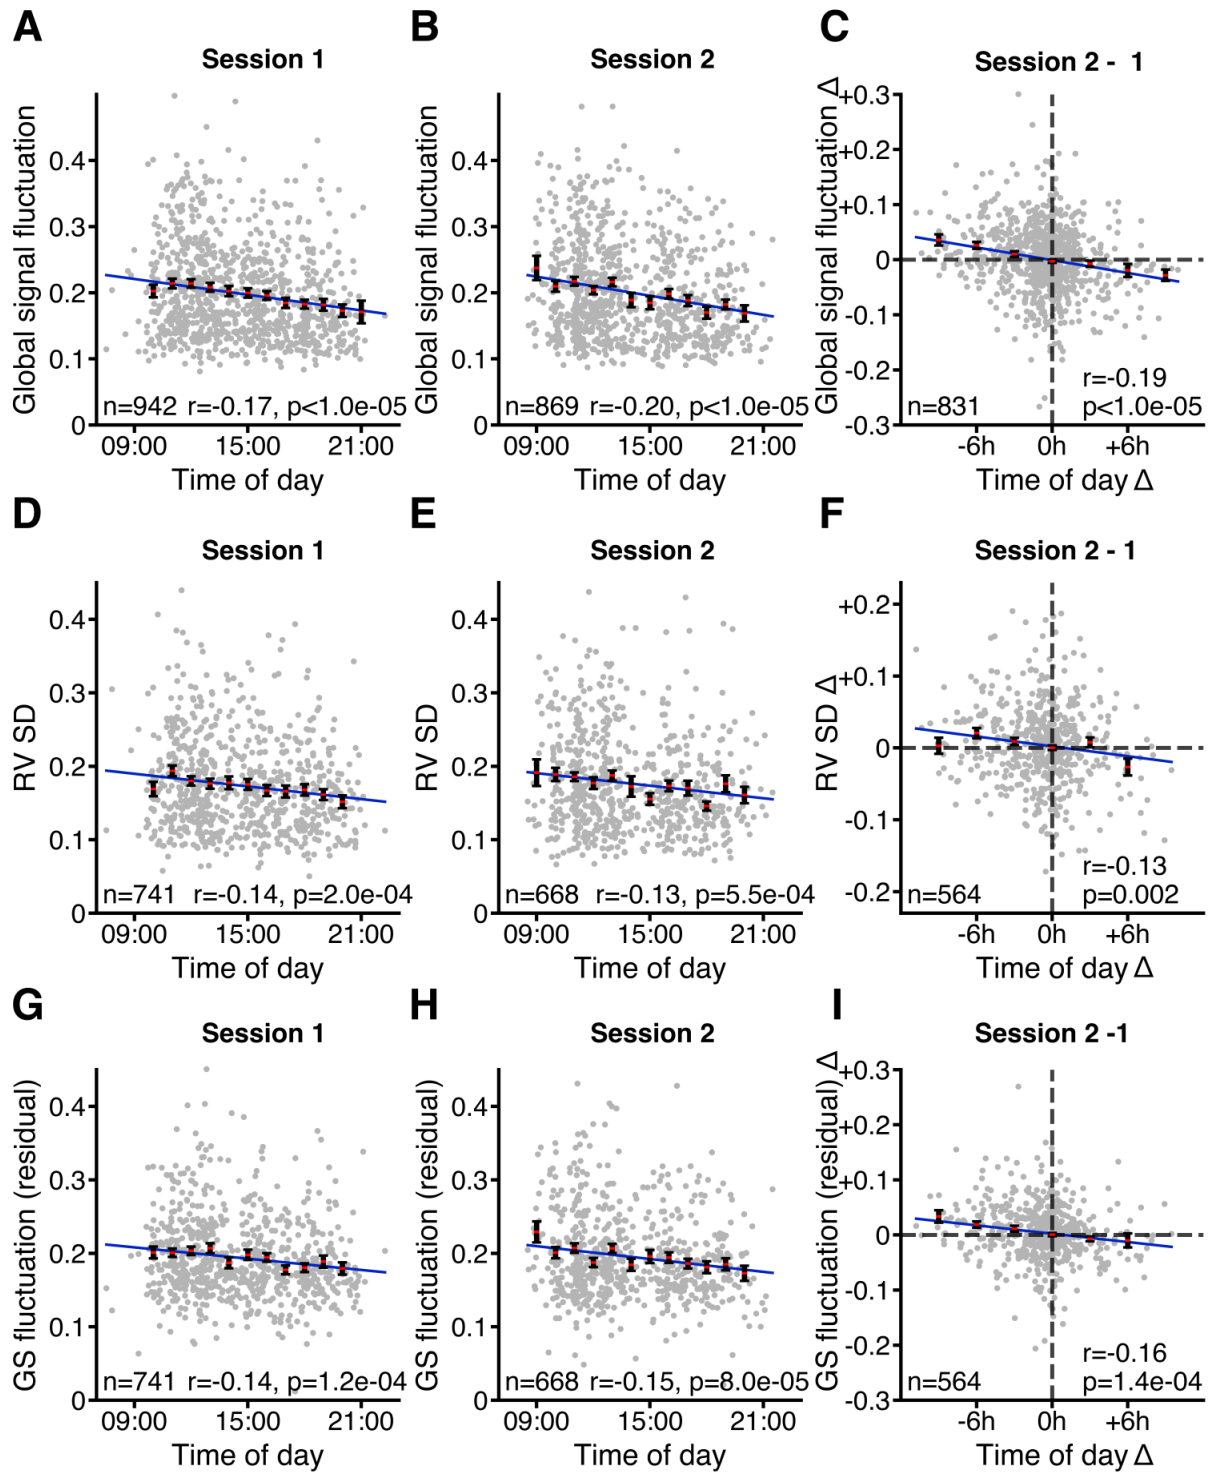 A
B
C
Session 1
Session 2
Session 2 - 1
Global signal fluctuation
0.4
0.3
0.2
0.1
0
n=942 r=-0.17, p<1.0e-05
09:00 15:00 21:00
Time of day
Global signal fluctuation
0.4
0.3
0.2
0.1
0
n=869 r=-0.20, p<1.0e-05
09:00 15:00 21:00
Time of day
Global signal fluctuation Δ
+0.3
+0.2
+0.1
0
-0.1
-0.2
-0.3
r=-0.19
n=831 p<1.0e-05
-6h 0h +6h
Time of day Δ
D
E
F
Session 1
Session 2
Session 2 - 1
RV SD
0.4
0.3
0.2
0.1
0
n=741 r=-0.14, p=2.0e-04
09:00 15:00 21:00
Time of day
RV SD
0.4
0.3
0.2
0.1
0
n=668 r=-0.13, p=5.5e-04
09:00 15:00 21:00
Time of day
RV SD Δ
+0.2
+0.1
0
-0.1
-0.2
r=-0.13
n=564 p=0.002
-6h 0h +6h
Time of day Δ
G
H
I
Session 1
Session 2
Session 2 -1
GS fluctuation (residual)
0.4
0.3
0.2
0.1
0
n=741 r=-0.14, p=1.2e-04
09:00 15:00 21:00
Time of day
GS fluctuation (residual)
0.4
0.3
0.2
0.1
0
n=668 r=-0.15, p=8.0e-05
09:00 15:00 21:00
Time of day
GS fluctuation (residual) Δ
+0.3
+0.2
+0.1
0
-0.1
-0.2
-0.3
r=-0.16
n=564 p=1.4e-04
-6h 0h +6h
Time of day Δ